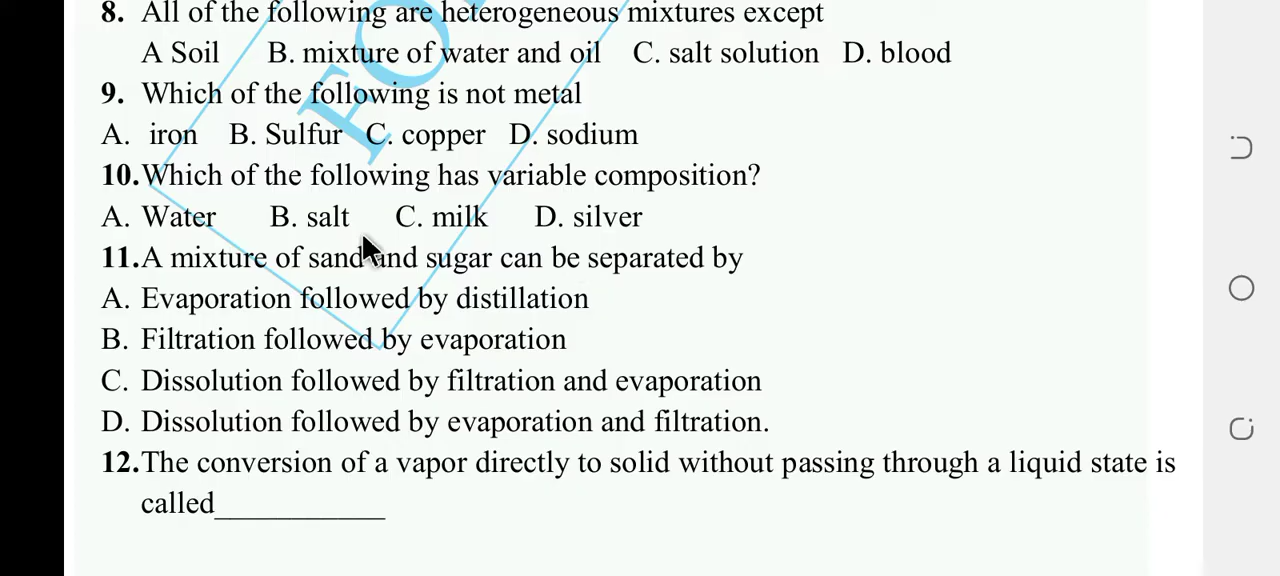 8. All of the following are heterogeneous mixtures except
A Soil B. mixture of water and oil C. salt solution D. blood
9. Which of the following is not metal
A. iron B. Sulfur C. copper D. sodium
10.Which of the following has variable composition?
A. Water B. salt C. milk D. silver
11.A mixture of sand and sugar can be separated by
A. Evaporation followed by distillation
B. Filtration followed by evaporation
C. Dissolution followed by filtration and evaporation
D. Dissolution followed by evaporation and filtration.
12.The conversion of a vapor directly to solid without passing through a liquid state is
called___________